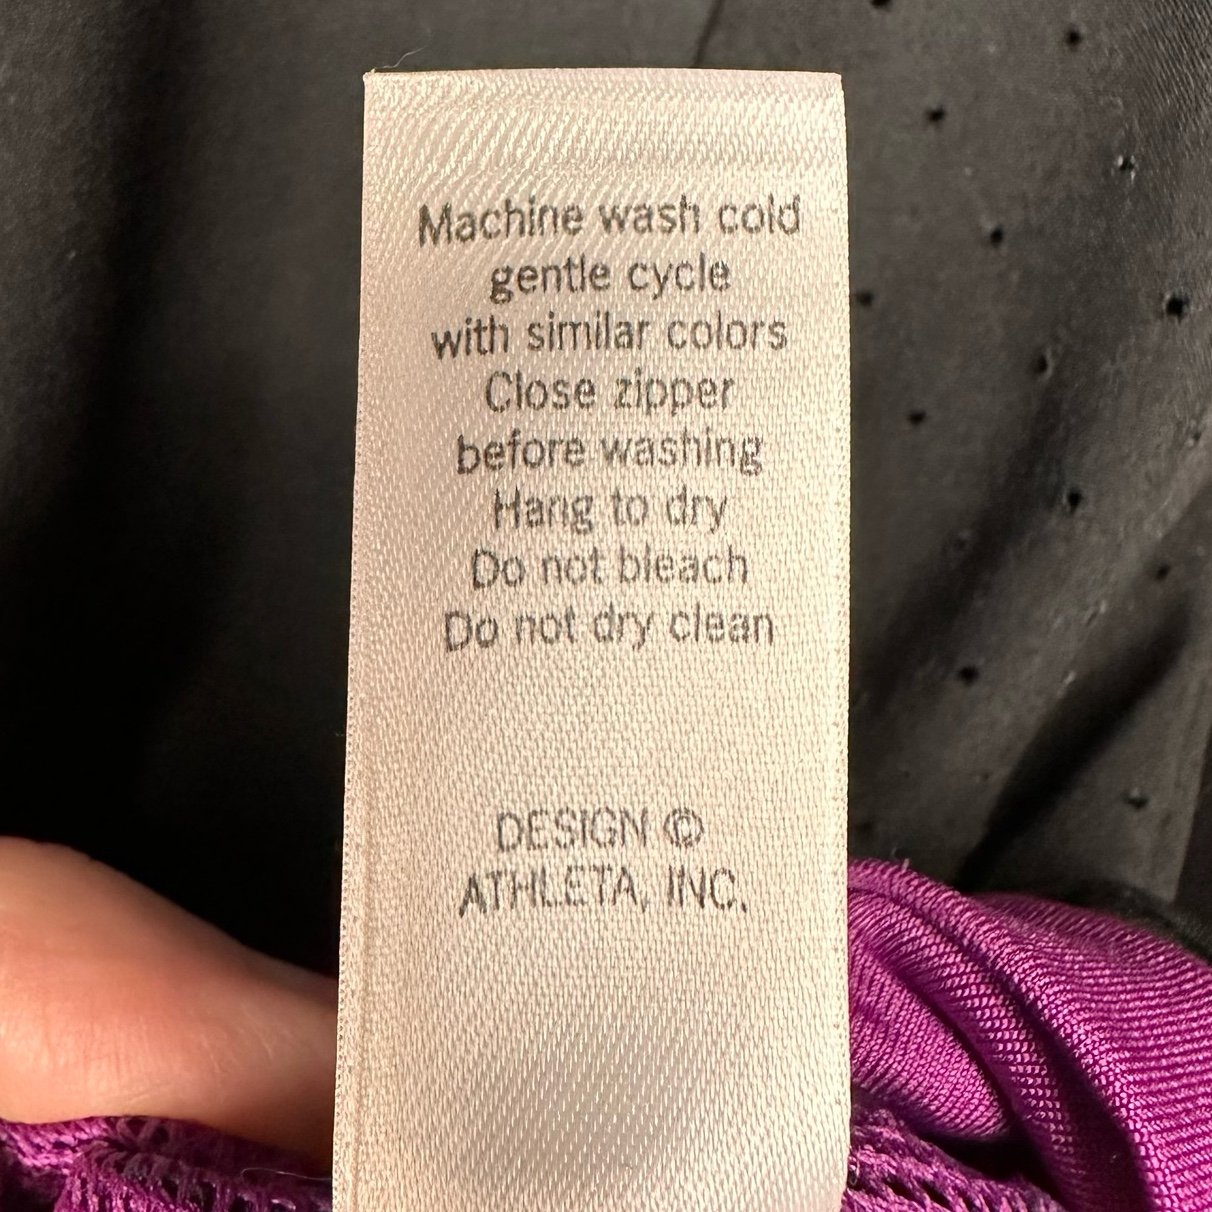 Machine wash cold
gentle cycle
with similar colors
Close zipper
before washing
Hang to dry
Do not bleach
Do not dry clean
DESIGN ©
ATHLETA, INC.